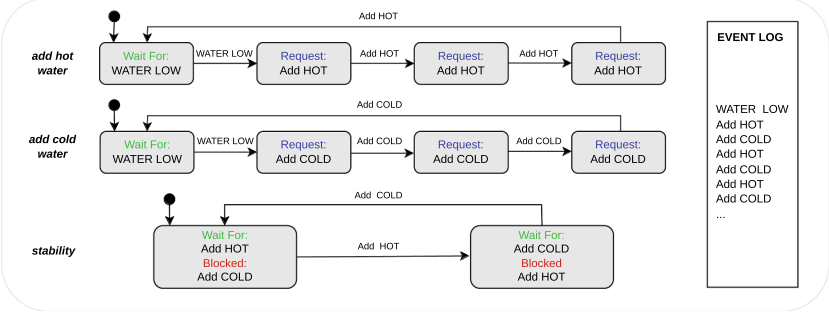 Add HOT
add hot
water
Wait For:
WATER LOW
WATER LOW
Request:
Add HOT
Add HOT
Request:
Add HOT
Add HOT
Request:
Add HOT
Add COLD
add cold
water
Wait For:
WATER LOW
WATER LOW
Request:
Add COLD
Add COLD
Request:
Add COLD
Add COLD
Request:
Add COLD
Add COLD
stability
Wait For:
Add HOT
Blocked:
Add COLD
Add HOT
Wait For:
Add COLD
Blocked
Add HOT
EVENT LOG
WATER LOW
Add HOT
Add COLD
Add HOT
Add COLD
Add HOT
Add COLD
...